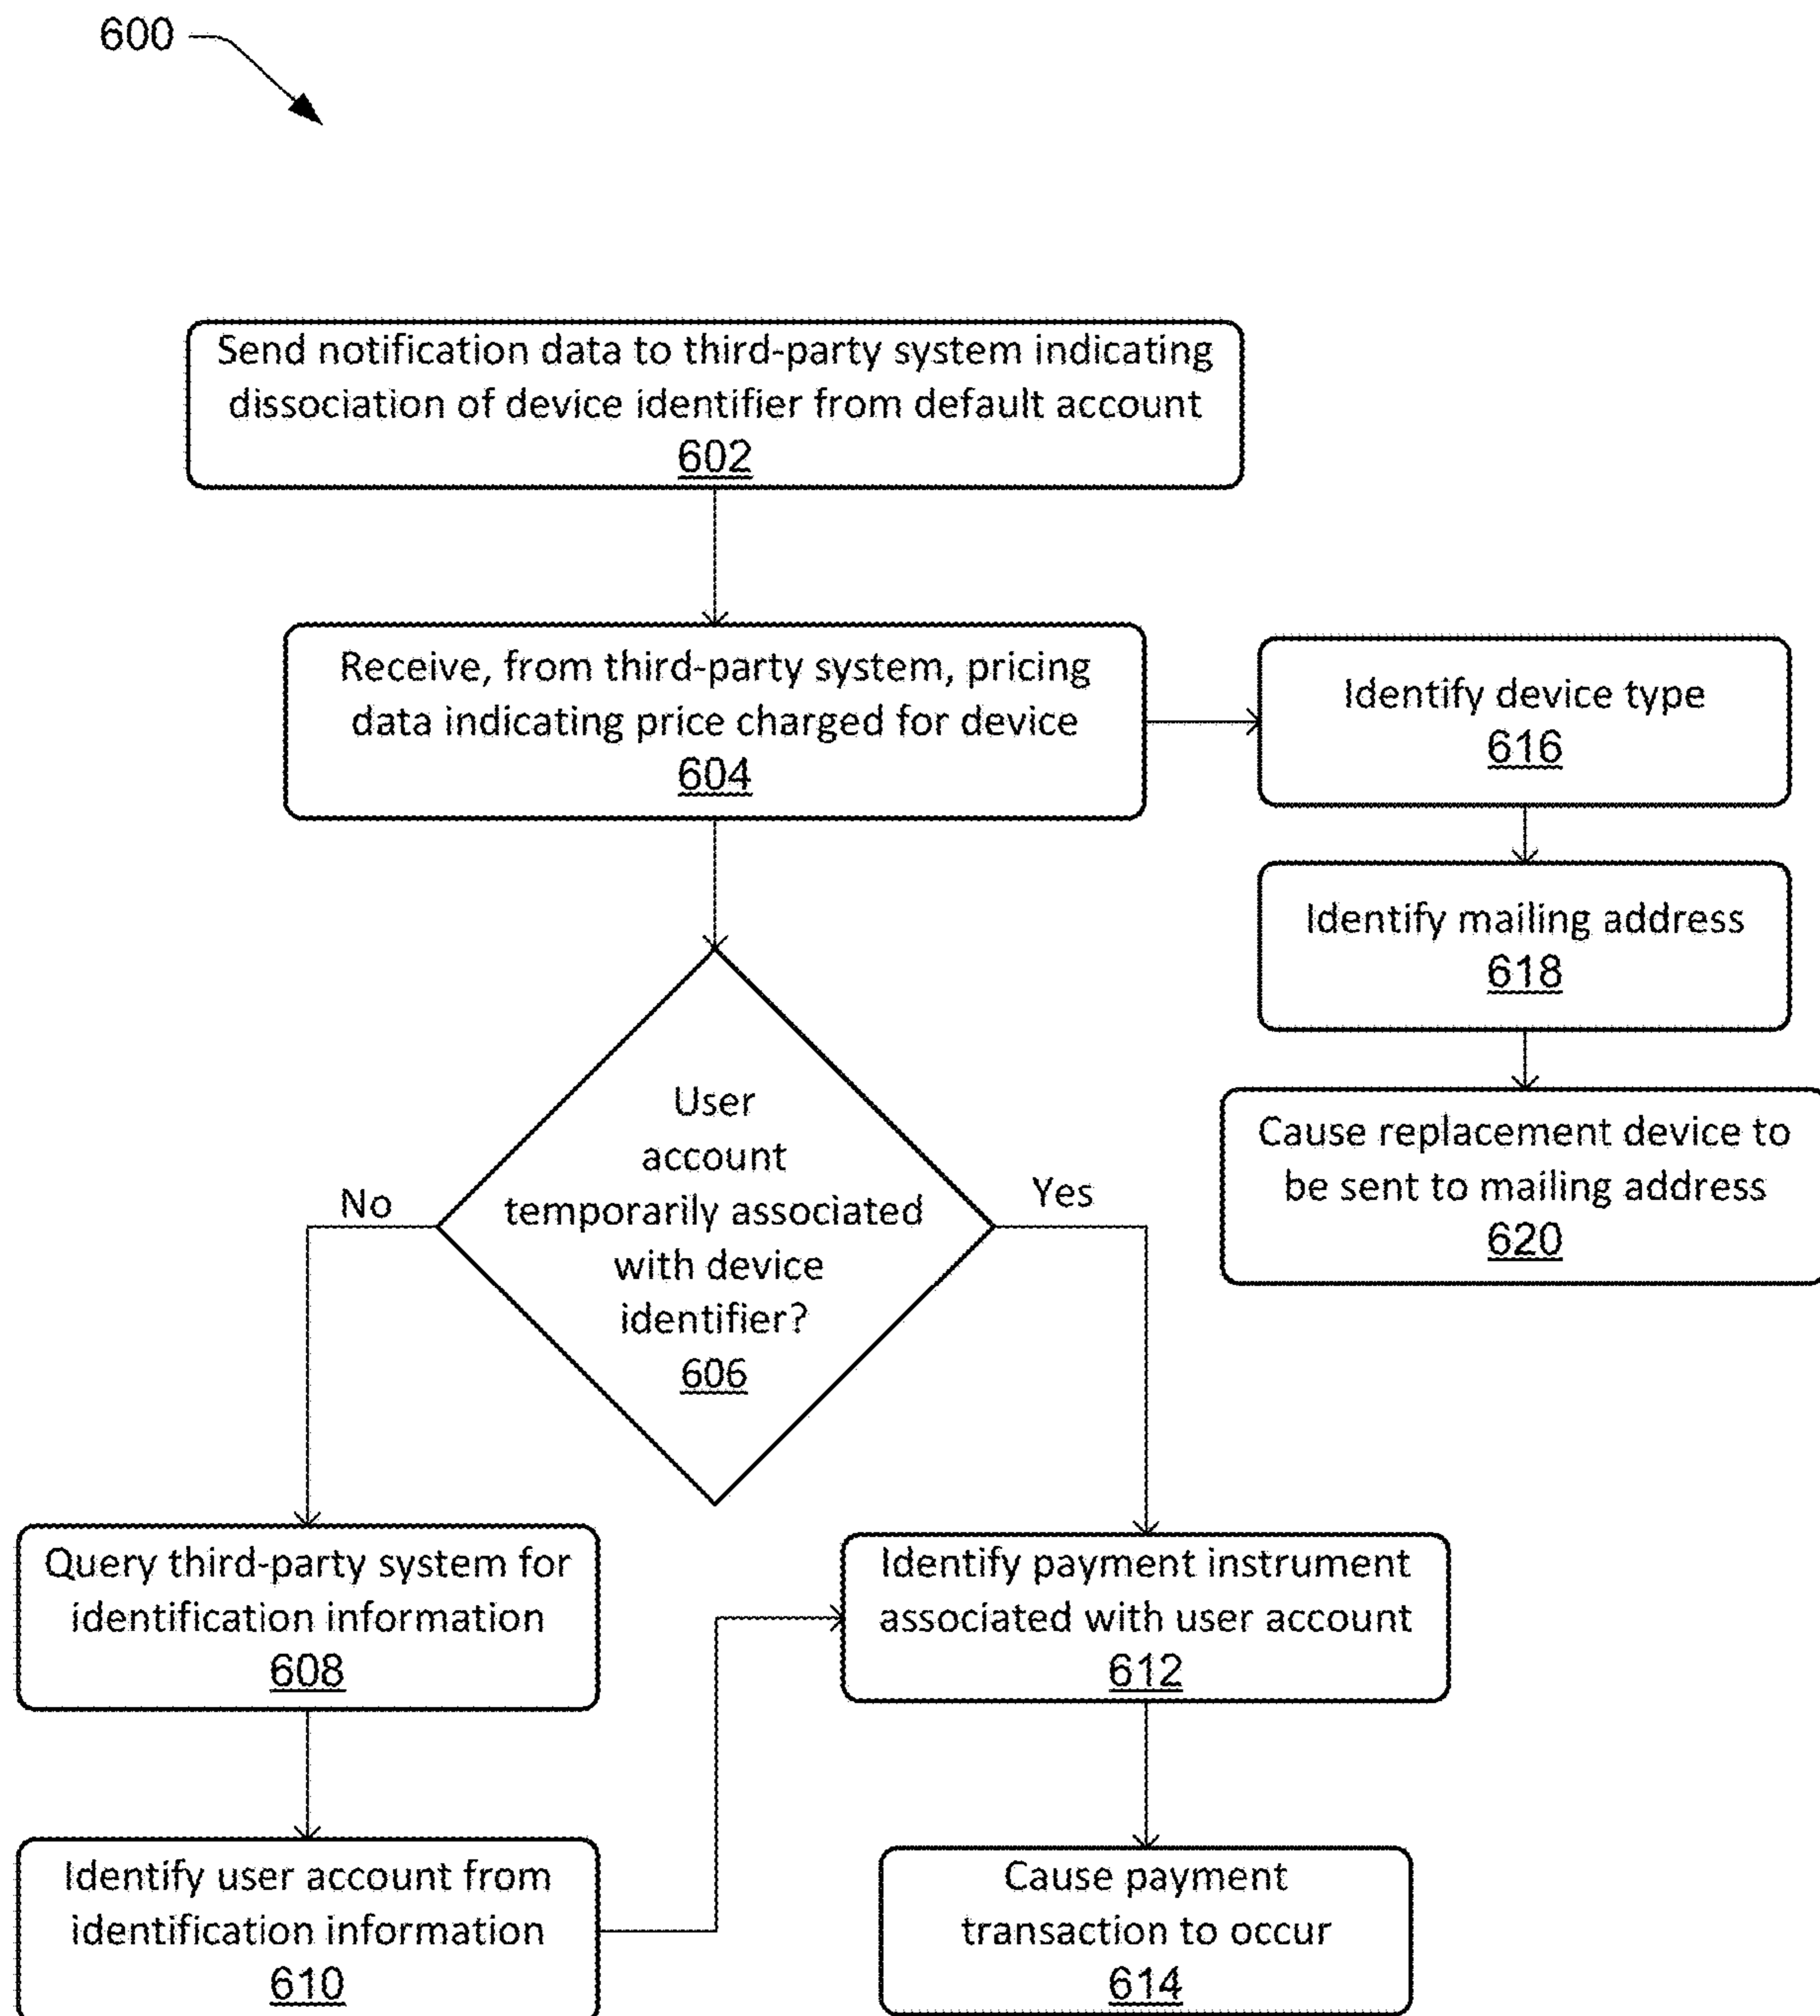 600
Send notification data to third-party system indicating
dissociation of device identifier from default account
602
Receive, from third-party system, pricing
data indicating price charged for device
604
Identify device type
616
Identify mailing address
618
Cause replacement device to
be sent to mailing address
620
User
account
temporarily associated
with device
identifier?
606
No
Yes
Query third-party system for
identification information
608
Identify payment instrument
associated with user account
612
Identify user account from
identification information
610
Cause payment
transaction to occur
614